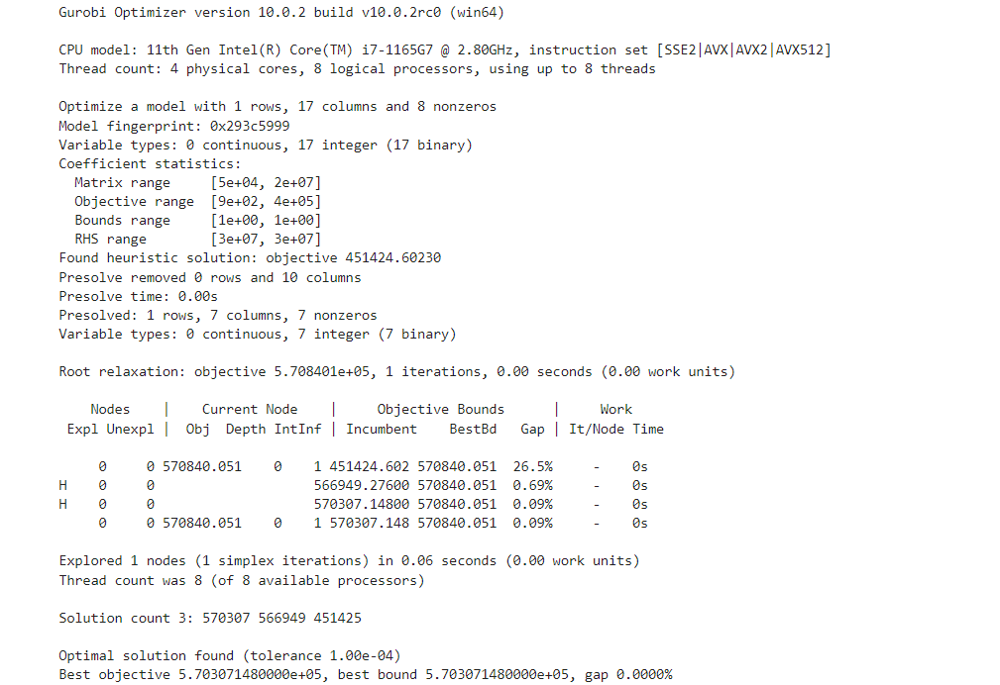 Gurobi Optimizer version 10.0.2 build v10.0.2rc0 (win64)

CPU model: 11th Gen Intel(R) Core(TM) i7-1165G7 @ 2.80GHz, instruction set [SSE2|AVX|AVX2|AVX512]
Thread count: 4 physical cores, 8 logical processors, using up to 8 threads

Optimize a model with 1 rows, 17 columns and 8 nonzeros
Model fingerprint: 0x293c5999
Variable types: 0 continuous, 17 integer (17 binary)
Coefficient statistics:
  Matrix range     [5e+04, 2e+07]
  Objective range  [9e+02, 4e+05]
  Bounds range     [1e+00, 1e+00]
  RHS range        [3e+07, 3e+07]
Found heuristic solution: objective 451424.60230
Presolve removed 0 rows and 10 columns
Presolve time: 0.00s
Presolved: 1 rows, 7 columns, 7 nonzeros
Variable types: 0 continuous, 7 integer (7 binary)

Root relaxation: objective 5.708401e+05, 1 iterations, 0.00 seconds (0.00 work units)

    Nodes    |    Current Node    |     Objective Bounds      |     Work
 Expl Unexpl |  Obj  Depth IntInf | Incumbent    BestBd   Gap | It/Node Time

     0     0 570840.051    0    1 451424.602 570840.051  26.5%     -    0s
H    0     0                    566949.27600 570840.051  0.69%     -    0s
H    0     0                    570307.14800 570840.051  0.09%     -    0s
     0     0 570840.051    0    1 570307.148 570840.051  0.09%     -    0s

Explored 1 nodes (1 simplex iterations) in 0.06 seconds (0.00 work units)
Thread count was 8 (of 8 available processors)

Solution count 3: 570307 566949 451425

Optimal solution found (tolerance 1.00e-04)
Best objective 5.703071480000e+05, best bound 5.703071480000e+05, gap 0.0000%